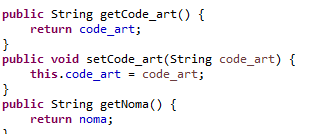 public String getCode_art() {
    return code_art;
}
public void setCode_art(String code_art) {
    this.code_art = code_art;
}
public String getNoma() {
    return noma;
}